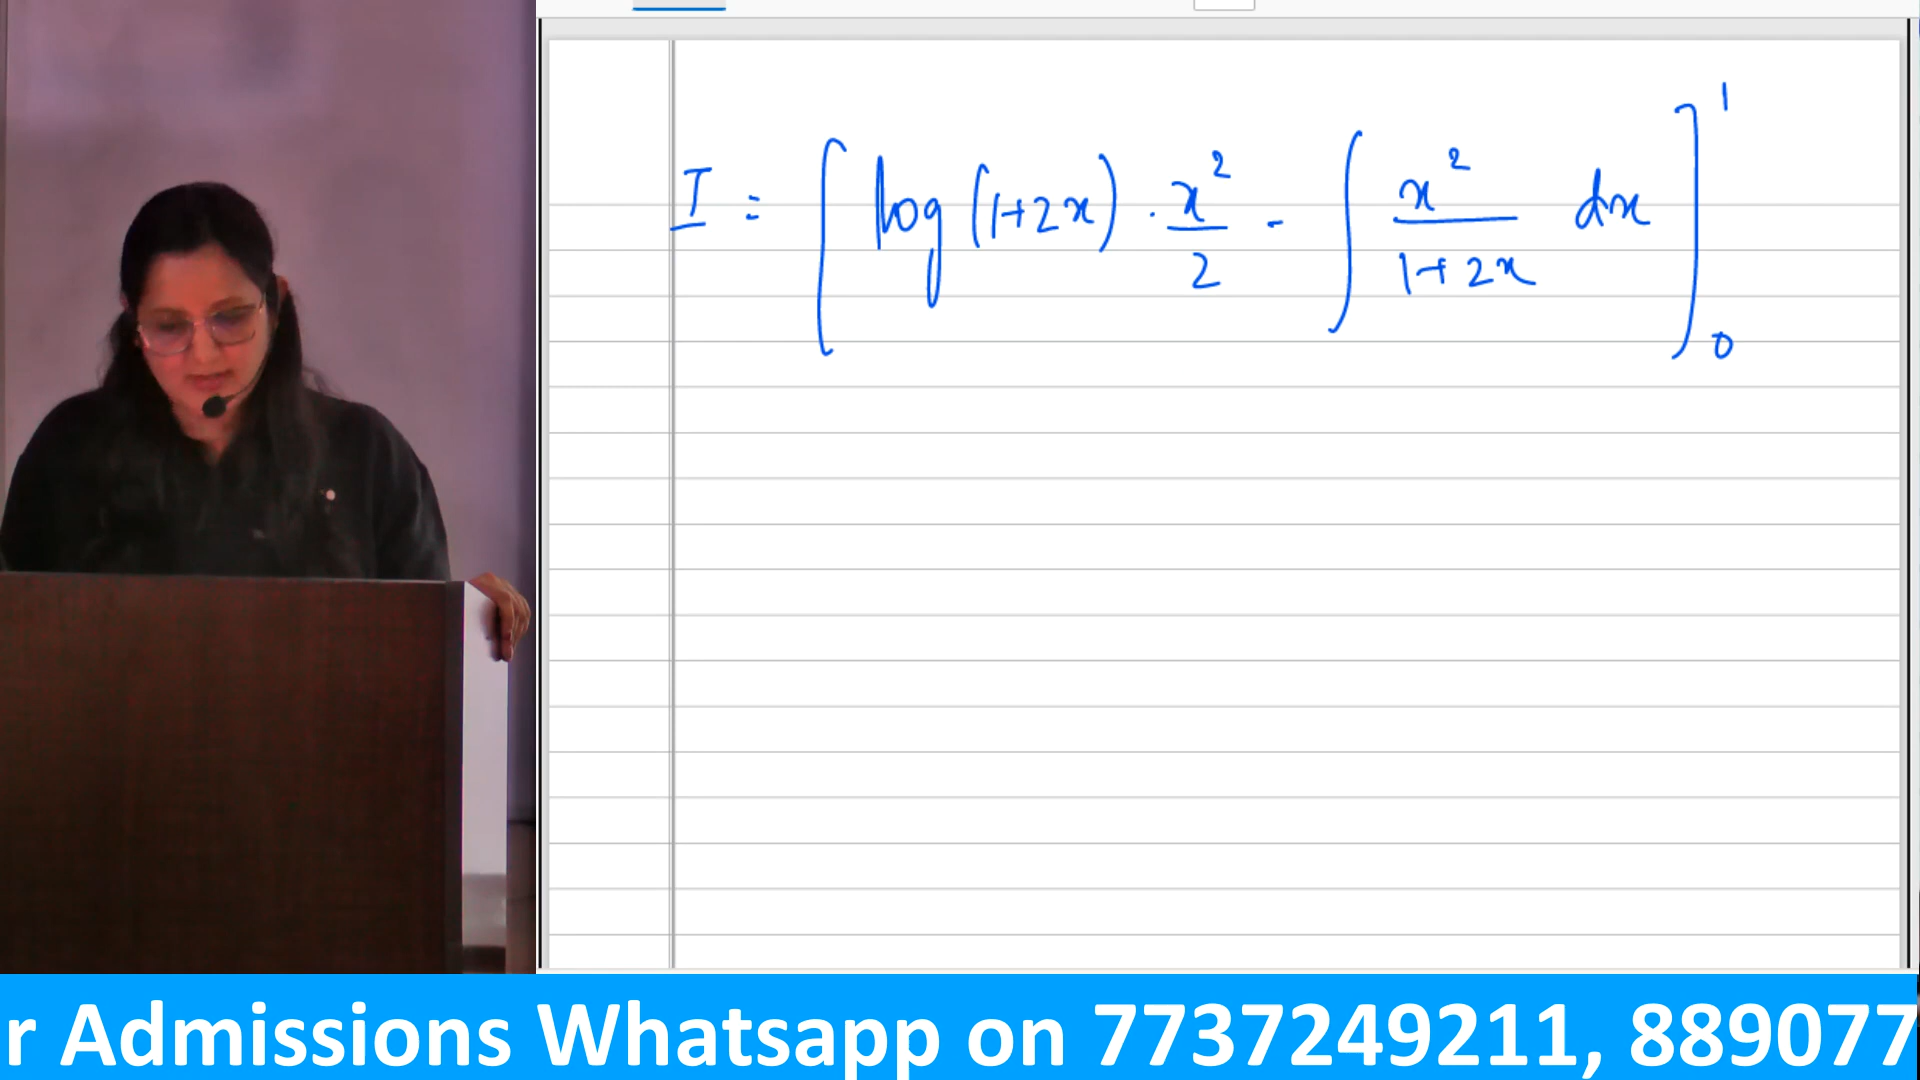 I = [ log (1+2x) . x²/2 - ∫ x²/(1+2x) dx ]₀¹
r Admissions Whatsapp on 7737249211, 889077